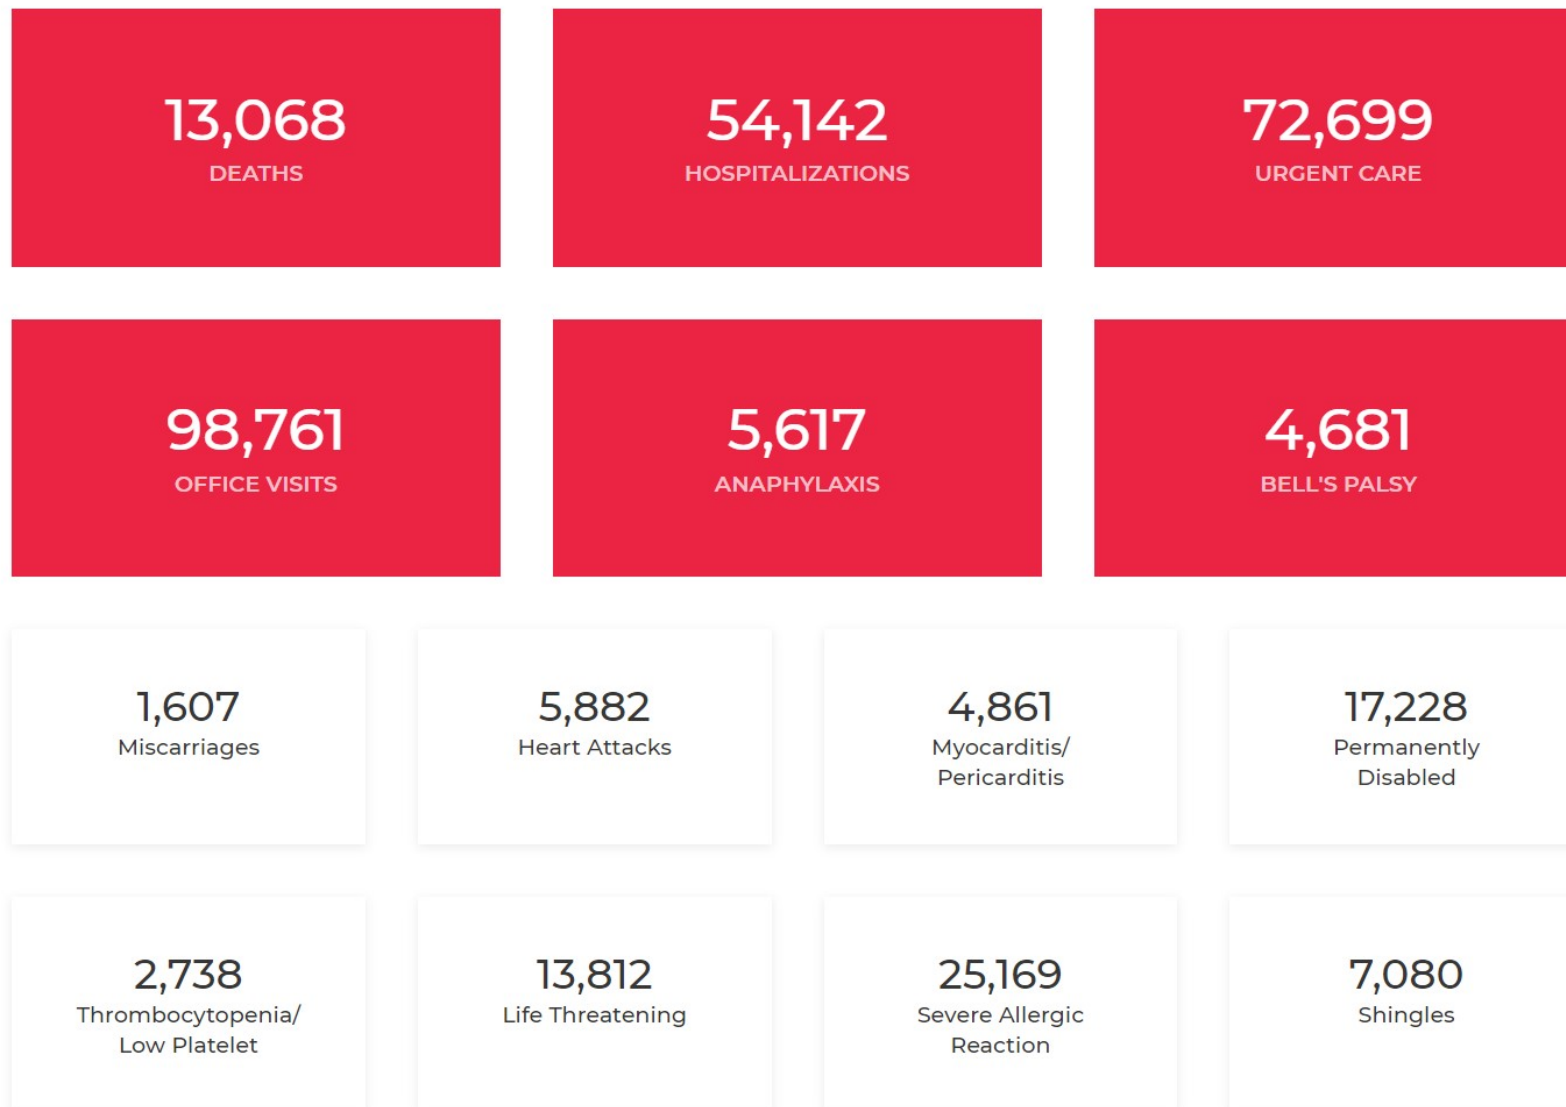 13,068
DEATHS
54,142
HOSPITALIZATIONS
72,699
URGENT CARE
98,761
OFFICE VISITS
5,617
ANAPHYLAXIS
4,681
BELL'S PALSY
1,607
Miscarriages
5,882
Heart Attacks
4,861
Myocarditis/
Pericarditis
17,228
Permanently
Disabled
2,738
Thrombocytopenia/
Low Platelet
13,812
Life Threatening
25,169
Severe Allergic
Reaction
7,080
Shingles